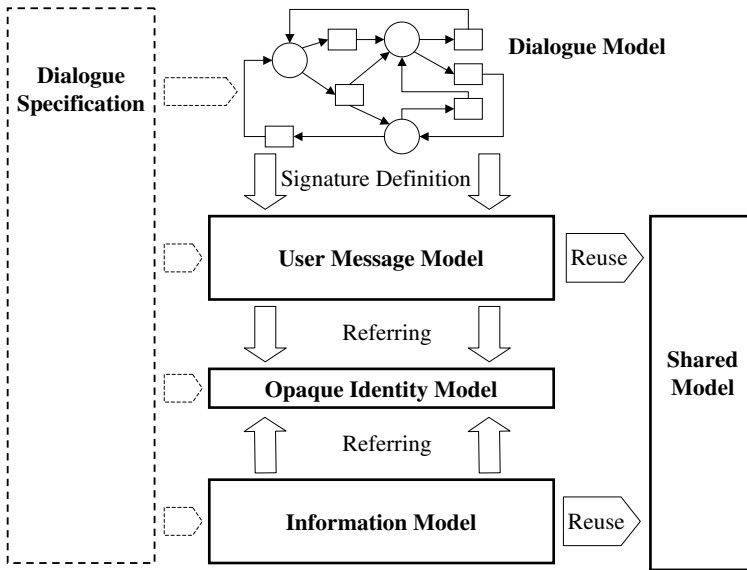 Dialogue Model
Dialogue
Specification
Signature Definition
User Message Model
Reuse
Referring
Opaque Identity Model
Shared
Model
Referring
Information Model
Reuse